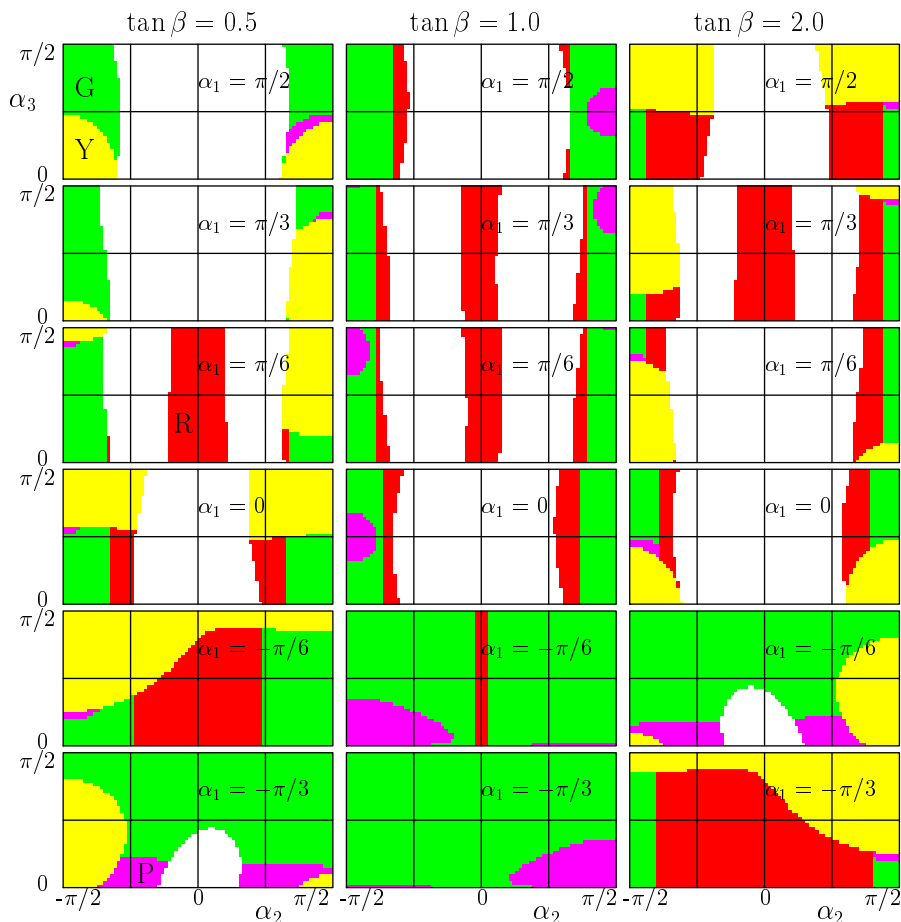 tan β = 0.5 tan β = 1.0 tan β = 2.0
π/2 G α₁ = π/2 α₁ = π/2 α₁ = π/2
α₃
Y
0
π/2 α₁ = π/3 α₁ = π/3 α₁ = π/3
0
π/2 α₁ = π/6 α₁ = π/6 α₁ = π/6
R
0
π/2 α₁ = 0 α₁ = 0 α₁ = 0
0
π/2 α₁ = −π/6 α₁ = −π/6 α₁ = −π/6
0
π/2 α₁ = −π/3 α₁ = −π/3 α₁ = −π/3
P
0
-π/2 0 π/2 -π/2 0 π/2 -π/2 0 π/2
α₂ α₂ α₂